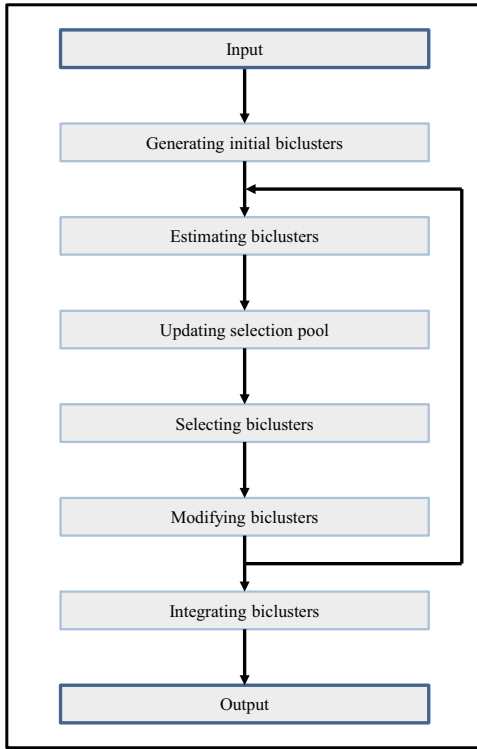 Input
Generating initial biclusters
Estimating biclusters
Updating selection pool
Selecting biclusters
Modifying biclusters
Integrating biclusters
Output